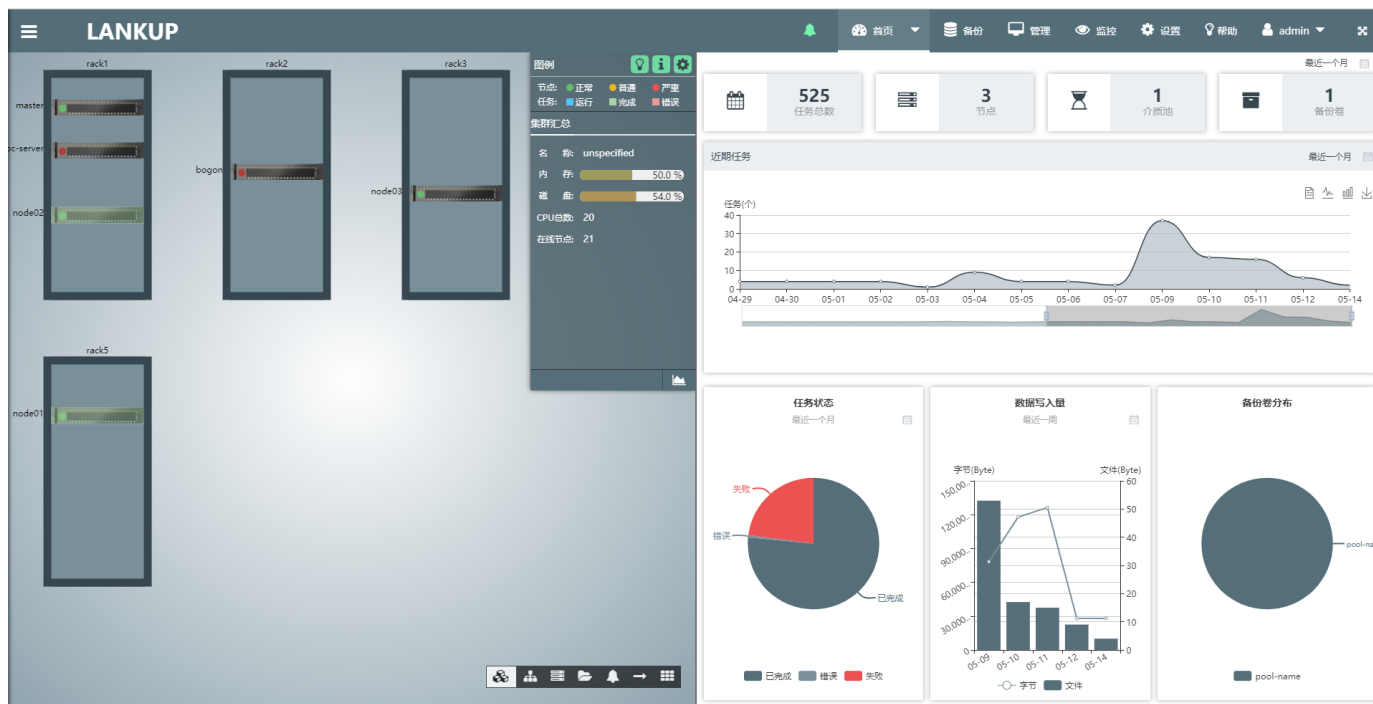 LANKUP
首页 备份 管理 监控 设置 帮助 admin
rack1 rack2 rack3
master
oc-server
node02
bogon
node03
rack5
node01
图例
节点: 正常 普通 严重
任务: 运行 完成 错误
集群汇总
名 称: unspecified
内 存: 50.0 %)
磁 盘: 54.0 %)
CPU总数: 20
在线节点: 21
最近一个月
525
任务总数
3
节点
1
介质池
1
备份卷
近期任务 最近一个月
任务(个)
40
30
20
10
0
04-29 04-30 05-01 05-02 05-03 05-04 05-05 05-06 05-07 05-09 05-10 05-11 05-12 05-14
任务状态
最近一个月
失败
错误
已完成
已完成 错误 失败
数据写入量
最近一周
字节(Byte) 文件(Byte)
150,00...
120,00...
90,000...
60,000...
30,000...
0
60
50
40
30
20
10
0
05-09 05-10 05-11 05-12 05-14
字节 文件
备份卷分布
pool-na
pool-name